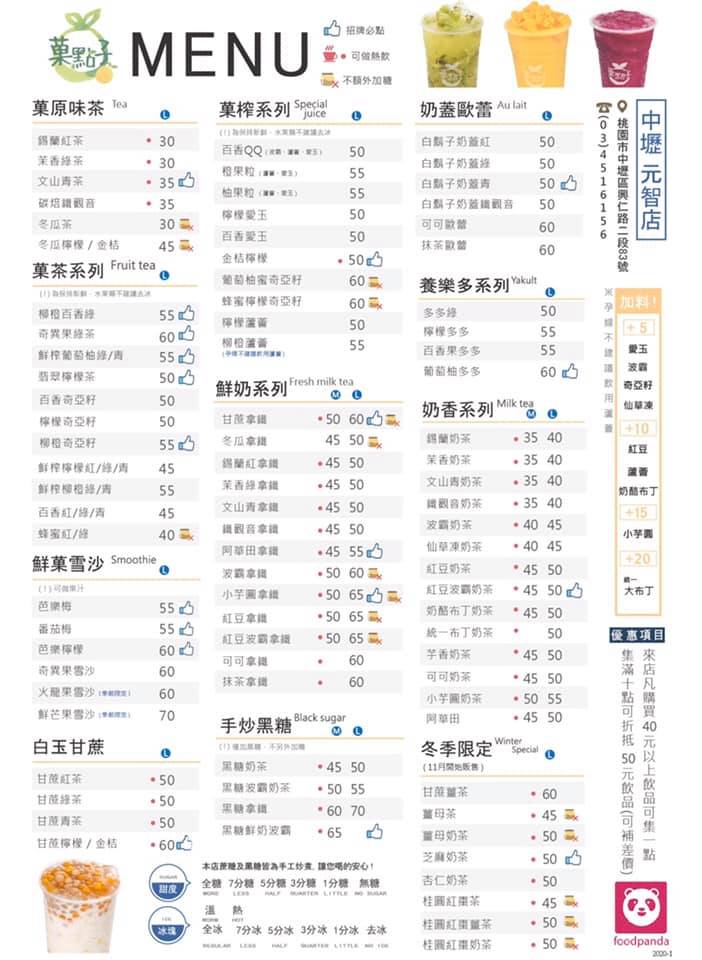 菓點子
MENU
招牌必點
可做熱飲
不額外加糖
菓原味茶 Tea L
錫蘭紅茶 30
茉香綠茶 30
文山青茶 35
碳焙鐵觀音 35
冬瓜茶 30
冬瓜檸檬 / 金桔 45
菓茶系列 Fruit tea L
(!)為保持新鮮，水果類不建議去冰
柳橙百香綠 55
奇異果綠茶 60
鮮榨葡萄柚綠/青 55
翡翠檸檬茶 50
百香奇亞籽 50
檸檬奇亞籽 50
柳橙奇亞籽 55
鮮榨檸檬紅/綠/青 45
鮮榨柳橙綠/青 55
百香紅/綠/青 45
蜂蜜紅/綠 40
鮮菓雪沙 Smoothie L
(!)可做果汁
芭樂梅 55
番茄梅 55
芭樂檸檬 60
奇異果雪沙 60
火龍果雪沙(季節限定) 60
鮮芒果雪沙(季節限定) 70
白玉甘蔗 L
甘蔗紅茶 50
甘蔗綠茶 50
甘蔗青茶 50
甘蔗檸檬 / 金桔 60
菓榨系列 Special juice L
(!)為保持新鮮，水果類不建議去冰
百香QQ(波霸、蘆薈、愛玉) 50
橙果粒(蘆薈、愛玉) 55
柚果粒(蘆薈、愛玉) 55
檸檬愛玉 50
百香愛玉 50
金桔檸檬 50
葡萄柚蜜奇亞籽 60
蜂蜜檸檬奇亞籽 60
檸檬蘆薈 50
柳橙蘆薈 55
(孕婦不建議飲用蘆薈)
鮮奶系列 Fresh milk tea M L
甘蔗拿鐵 50 60
冬瓜拿鐵 45 50
錫蘭紅拿鐵 45 50
茉香綠拿鐵 45 50
文山青拿鐵 45 50
鐵觀音拿鐵 45 50
阿華田拿鐵 45 55
波霸拿鐵 50 60
小芋圓拿鐵 50 65
紅豆拿鐵 50 65
紅豆波霸拿鐵 50 65
可可拿鐵 60
抹茶拿鐵 60
手炒黑糖 Black sugar M L
(!)僅加黑糖，不另外加糖
黑糖奶茶 45 50
黑糖波霸奶茶 50 55
黑糖拿鐵 60 70
黑糖鮮奶波霸 65
奶蓋歐蕾 Au lait L
白鬍子奶蓋紅 50
白鬍子奶蓋綠 50
白鬍子奶蓋青 50
白鬍子奶蓋鐵觀音 50
可可歐蕾 60
抹茶歐蕾 60
養樂多系列 Yakult L
多多綠 50
檸檬多多 55
百香果多多 55
葡萄柚多多 60
奶香系列 Milk tea M L
錫蘭奶茶 35 40
茉香奶茶 35 40
文山青奶茶 35 40
鐵觀音奶茶 35 40
波霸奶茶 40 45
仙草凍奶茶 40 45
紅豆奶茶 45 50
紅豆波霸奶茶 45 50
奶酪布丁奶茶 45 50
統一布丁奶茶 50
芋香奶茶 45 50
可可奶茶 45 50
小芋圓奶茶 50 55
阿華田 45 50
冬季限定 Winter Special L
(11月開始販售)
甘蔗薑茶 60
薑母茶 45
薑母奶茶 50
芝麻奶茶 50
杏仁奶茶 50
桂圓紅棗茶 45
桂圓紅棗薑茶 50
桂圓紅棗奶茶 50
中壢 元智店
桃園市中壢區興仁路二段83號
(03)4516156
※孕婦不建議飲用蘆薈
加料!
+5
愛玉
波霸
奇亞籽
仙草凍
+10
紅豆
蘆薈
奶酪布丁
+15
小芋圓
+20
統一
大布丁
優惠項目
來店凡購買40元以上飲品可集一點
集滿十點可折抵50元飲品(可補差價)
本店蔗糖及黑糖皆為手工炒煮，讓您喝的安心!
SUGAR
甜度
全糖 7分糖 5分糖 3分糖 1分糖 無糖
MORE LESS HALF QUARTER LITTLE NO SUGAR
溫 熱
WORM HOT
ICE
冰塊
全冰 7分冰 5分冰 3分冰 1分冰 去冰
REGULAR LESS HALF QUARTER LITTLE NO ICE
foodpanda
2020-1